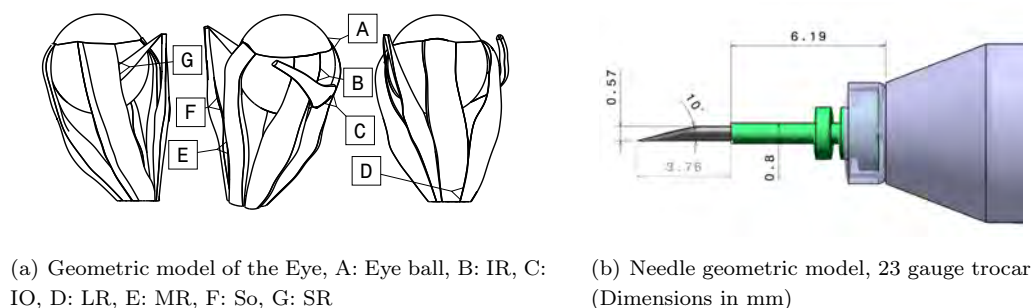 A
G
B
F
C
E
D
6.19
0.57
10°
3.76
0.8
(a) Geometric model of the Eye, A: Eye ball, B: IR, C:
IO, D: LR, E: MR, F: So, G: SR
(b) Needle geometric model, 23 gauge trocar
(Dimensions in mm)